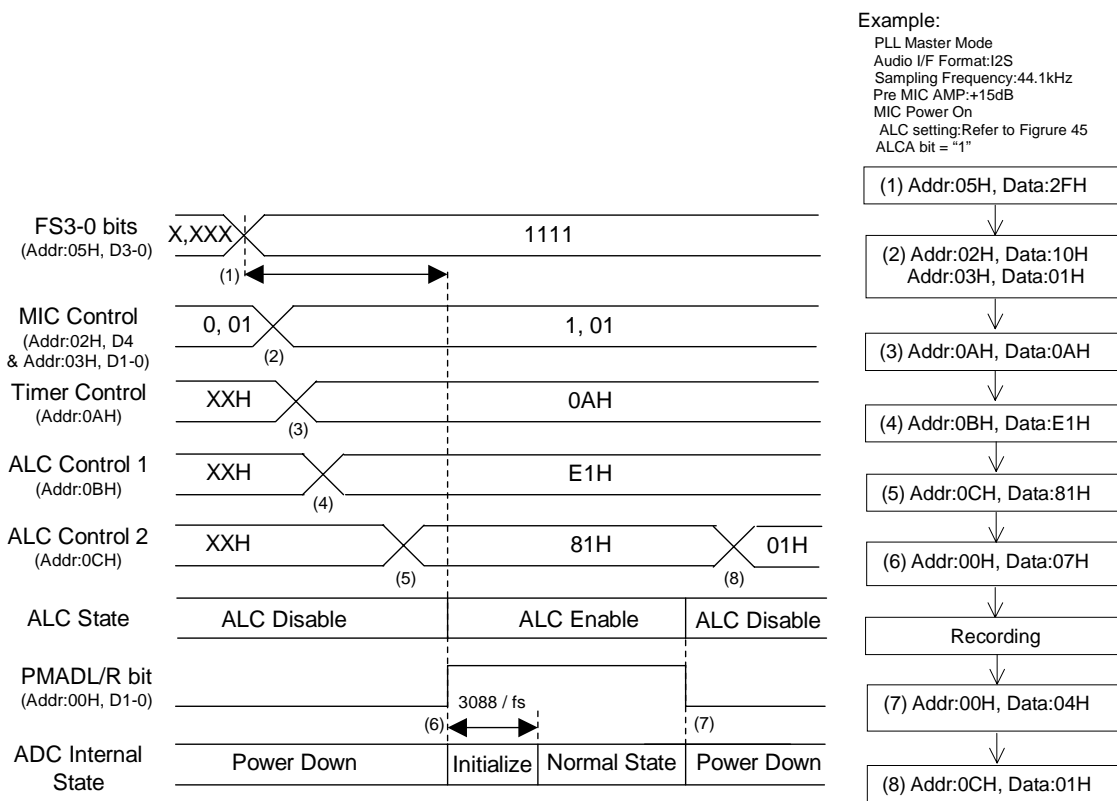 Example:
PLL Master Mode
Audio I/F Format:I2S
Sampling Frequency:44.1kHz
Pre MIC AMP:+15dB
MIC Power On
ALC setting:Refer to Figrure 45
ALCA bit = “1”
(1) Addr:05H, Data:2FH
(2) Addr:02H, Data:10H
Addr:03H, Data:01H
(3) Addr:0AH, Data:0AH
(4) Addr:0BH, Data:E1H
(5) Addr:0CH, Data:81H
(6) Addr:00H, Data:07H
Recording
(7) Addr:00H, Data:04H
(8) Addr:0CH, Data:01H
FS3-0 bits
(Addr:05H, D3-0)
X,XXX
1111
(1)
MIC Control
(Addr:02H, D4
& Addr:03H, D1-0)
0, 01
1, 01
(2)
Timer Control
(Addr:0AH)
XXH
0AH
(3)
ALC Control 1
(Addr:0BH)
XXH
E1H
(4)
ALC Control 2
(Addr:0CH)
XXH
81H
01H
(5)
(8)
ALC State
ALC Disable
ALC Enable
ALC Disable
PMADL/R bit
(Addr:00H, D1-0)
3088 / fs
(6)
(7)
ADC Internal
State
Power Down
Initialize
Normal State
Power Down